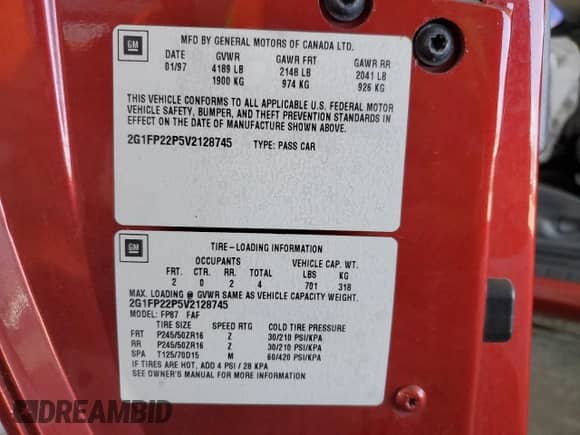 GM
MFD BY GENERAL MOTORS OF CANADA LTD.
DATE GVWR GAWR FRT GAWR RR
01/97 4189 LB 2148 LB 2041 LB
1900 KG 974 KG 926 KG
THIS VEHICLE CONFORMS TO ALL APPLICABLE U.S. FEDERAL MOTOR
VEHICLE SAFETY, BUMPER, AND THEFT PREVENTION STANDARDS IN
EFFECT ON THE DATE OF MANUFACTURE SHOWN ABOVE.
2G1FP22P5V2128745 TYPE: PASS CAR
GM
TIRE-LOADING INFORMATION
OCCUPANTS VEHICLE CAP. WT.
FRT. CTR. RR. TOTAL LBS KG
2 0 2 4 701 318
MAX. LOADING @ GVWR SAME AS VEHICLE CAPACITY WEIGHT.
2G1FP22P5V2128745
MODEL: FP87 FAF
TIRE SIZE SPEED RTG COLD TIRE PRESSURE
FRT P245/50ZR16 Z 30/210 PSI/KPA
RR P245/50ZR16 Z 30/210 PSI/KPA
SPA T125/70D15 M 60/420 PSI/KPA
IF TIRES ARE HOT, ADD 4 PSI / 28 KPA
SEE OWNER'S MANUAL FOR MORE INFORMATION
DREAMBID